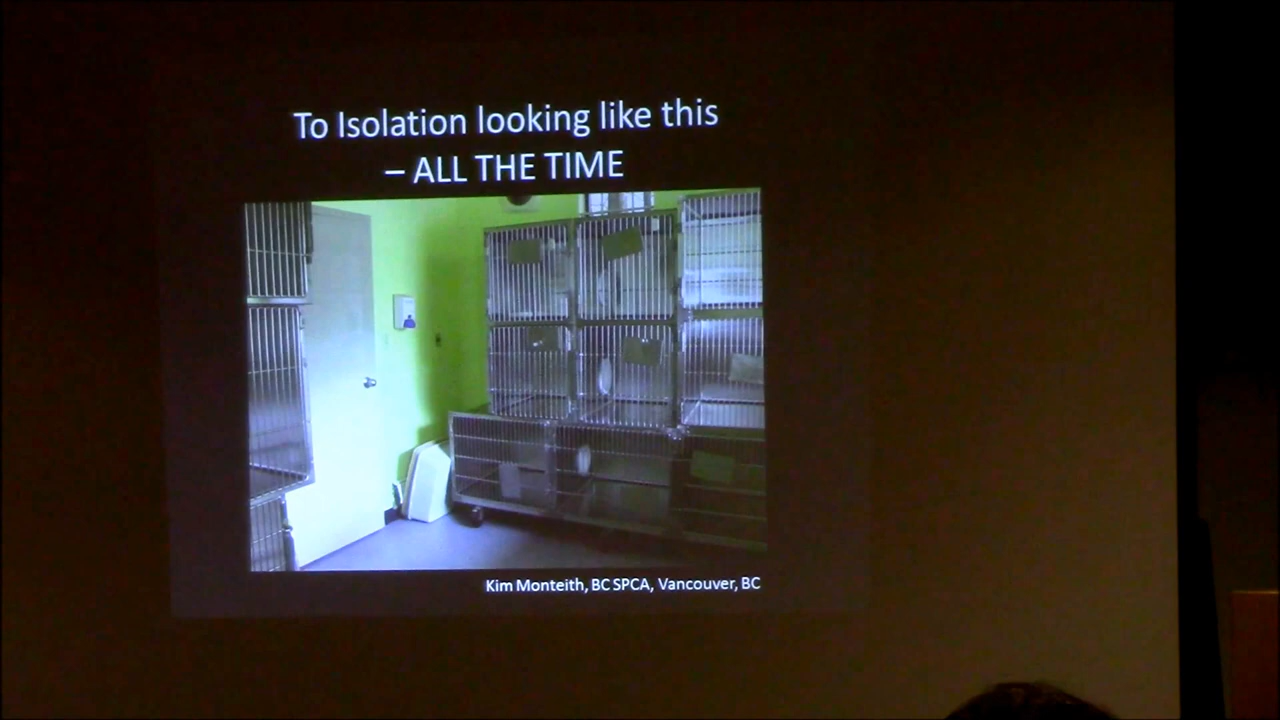 To Isolation looking like this
– ALL THE TIME
Kim Monteith, BC SPCA, Vancouver, BC